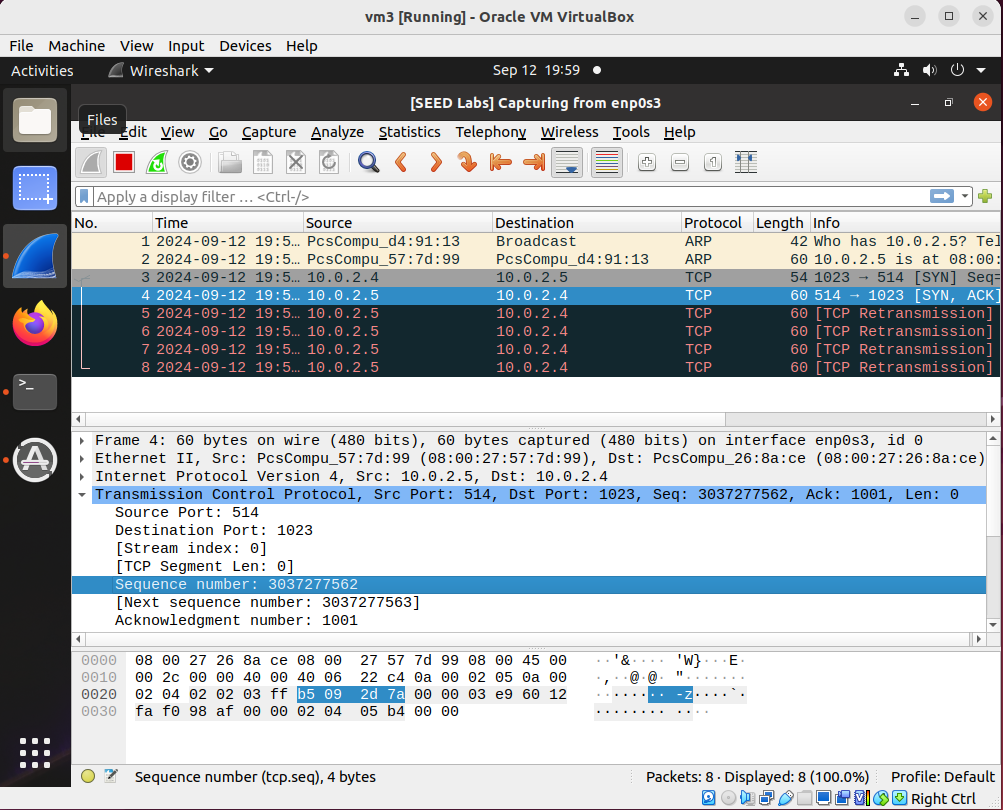 vm3 [Running] - Oracle VM VirtualBox
File Machine View Input Devices Help
Activities Wireshark Sep 12 19:59
[SEED Labs] Capturing from enp0s3
Files
File Edit View Go Capture Analyze Statistics Telephony Wireless Tools Help
Apply a display filter … <Ctrl-/>
No. Time Source Destination Protocol Length Info
1 2024-09-12 19:5… PcsCompu_d4:91:13 Broadcast ARP 42 Who has 10.0.2.5? Tel
2 2024-09-12 19:5… PcsCompu_57:7d:99 PcsCompu_d4:91:13 ARP 60 10.0.2.5 is at 08:00:
3 2024-09-12 19:5… 10.0.2.4 10.0.2.5 TCP 54 1023 → 514 [SYN] Seq=
4 2024-09-12 19:5… 10.0.2.5 10.0.2.4 TCP 60 514 → 1023 [SYN, ACK]
5 2024-09-12 19:5… 10.0.2.5 10.0.2.4 TCP 60 [TCP Retransmission]
6 2024-09-12 19:5… 10.0.2.5 10.0.2.4 TCP 60 [TCP Retransmission]
7 2024-09-12 19:5… 10.0.2.5 10.0.2.4 TCP 60 [TCP Retransmission]
8 2024-09-12 19:5… 10.0.2.5 10.0.2.4 TCP 60 [TCP Retransmission]
Frame 4: 60 bytes on wire (480 bits), 60 bytes captured (480 bits) on interface enp0s3, id 0
Ethernet II, Src: PcsCompu_57:7d:99 (08:00:27:57:7d:99), Dst: PcsCompu_26:8a:ce (08:00:27:26:8a:ce)
Internet Protocol Version 4, Src: 10.0.2.5, Dst: 10.0.2.4
Transmission Control Protocol, Src Port: 514, Dst Port: 1023, Seq: 3037277562, Ack: 1001, Len: 0
Source Port: 514
Destination Port: 1023
[Stream index: 0]
[TCP Segment Len: 0]
Sequence number: 3037277562
[Next sequence number: 3037277563]
Acknowledgment number: 1001
0000 08 00 27 26 8a ce 08 00 27 57 7d 99 08 00 45 00 ··'&···· 'W}···E·
0010 00 2c 00 00 40 00 40 06 22 c4 0a 00 02 05 0a 00 ·,··@·@· "·······
0020 02 04 02 02 03 ff b5 09 2d 7a 00 00 03 e9 60 12 ········ -z····`·
0030 fa f0 98 af 00 00 02 04 05 b4 00 00 ········ ····
Sequence number (tcp.seq), 4 bytes Packets: 8 · Displayed: 8 (100.0%) Profile: Default
Right Ctrl